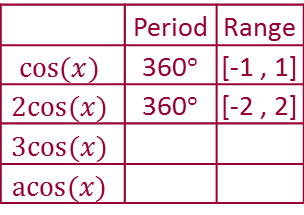 Period Range
cos(x) 360° [-1 , 1]
2cos(x) 360° [-2 , 2]
3cos(x)
acos(x)